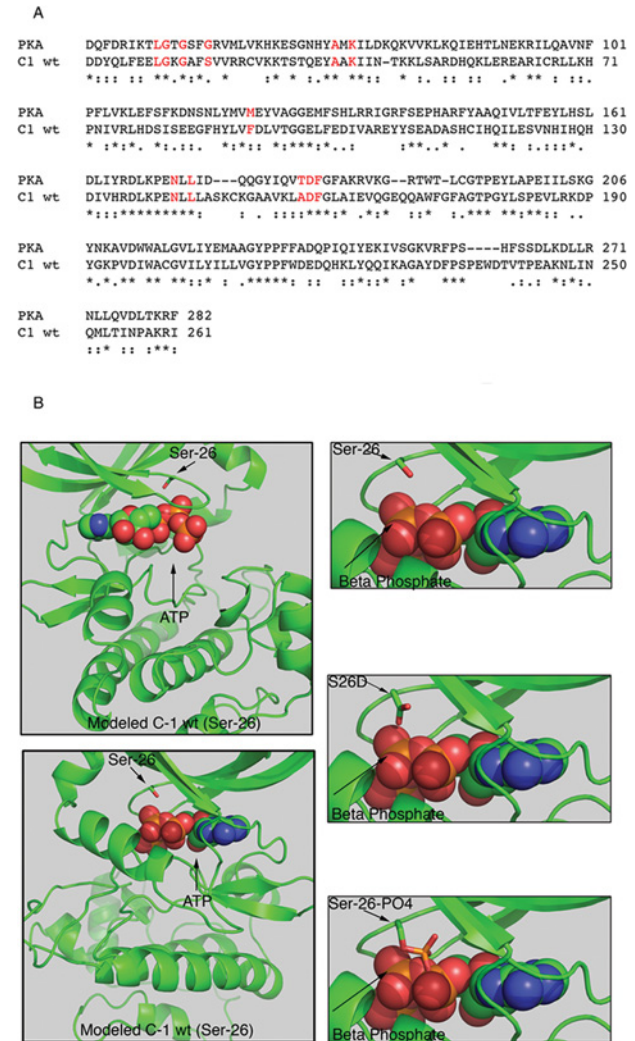 A
PKA DQFDRIKTLGTGSFGRVMLVKHKESGNHYAMKILDKQKVVKLKQIEHTLNEKRILQAVNF 101
C1 wt DDYQLFEELGKGAFSVVRRCVKKTSTQEYAAKIIN-TKKLSARDHQKLEREARICRLLKH 71
PKA PFLVKLEFSFKDNSNLYMVMEYVAGGEMFSHLRRIGRFSEPHARFYAAQIVLTFEYLHSL 161
C1 wt PNIVRLHDSISEEGFHYLVFDLVTGGELFEDIVAREYYSEADASHCIHQILESVNHIHQH 130
PKA DLIYRDLKPENLLID---QQGYIQVTDFGFAKRVKG--RTWT-LCGTPEYLAPEIILSKG 206
C1 wt DIVHRDLKPENLLLASKCKGAAVKLADFGLAIEVQGEQQAWFGFAGTPGYLSPEVLRKDP 190
PKA YNKAVDWWALGVLIYEMAAGYPPFFADQPIQIYEKIVSGKVRFPS----HFSSDLKDLLR 271
C1 wt YGKPVDIWACGVILYILLVGYPPFWDEDQHKLYQQIKAGAYDFPSPEWDTVTPEAKNLIN 250
PKA NLLQVDLTKRF 282
C1 wt QMLTINPAKRI 261
::* :: :**:
B
Ser-26
ATP
Modeled C-1 wt (Ser-26)
Ser-26
Beta Phosphate
S26D
Beta Phosphate
Ser-26
ATP
Modeled C-1 wt (Ser-26)
Ser-26-PO4
Beta Phosphate